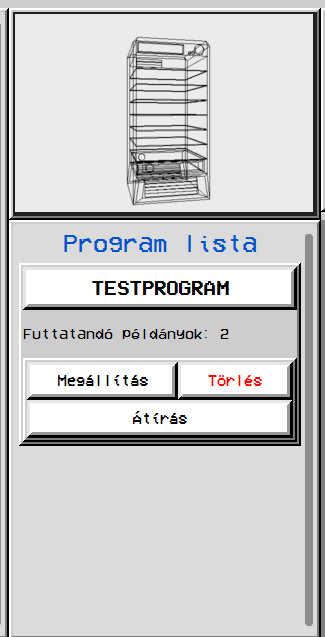 Program lista
TESTPROGRAM
Futtatandó példányok: 2
Megállítás
Törlés
Átírás